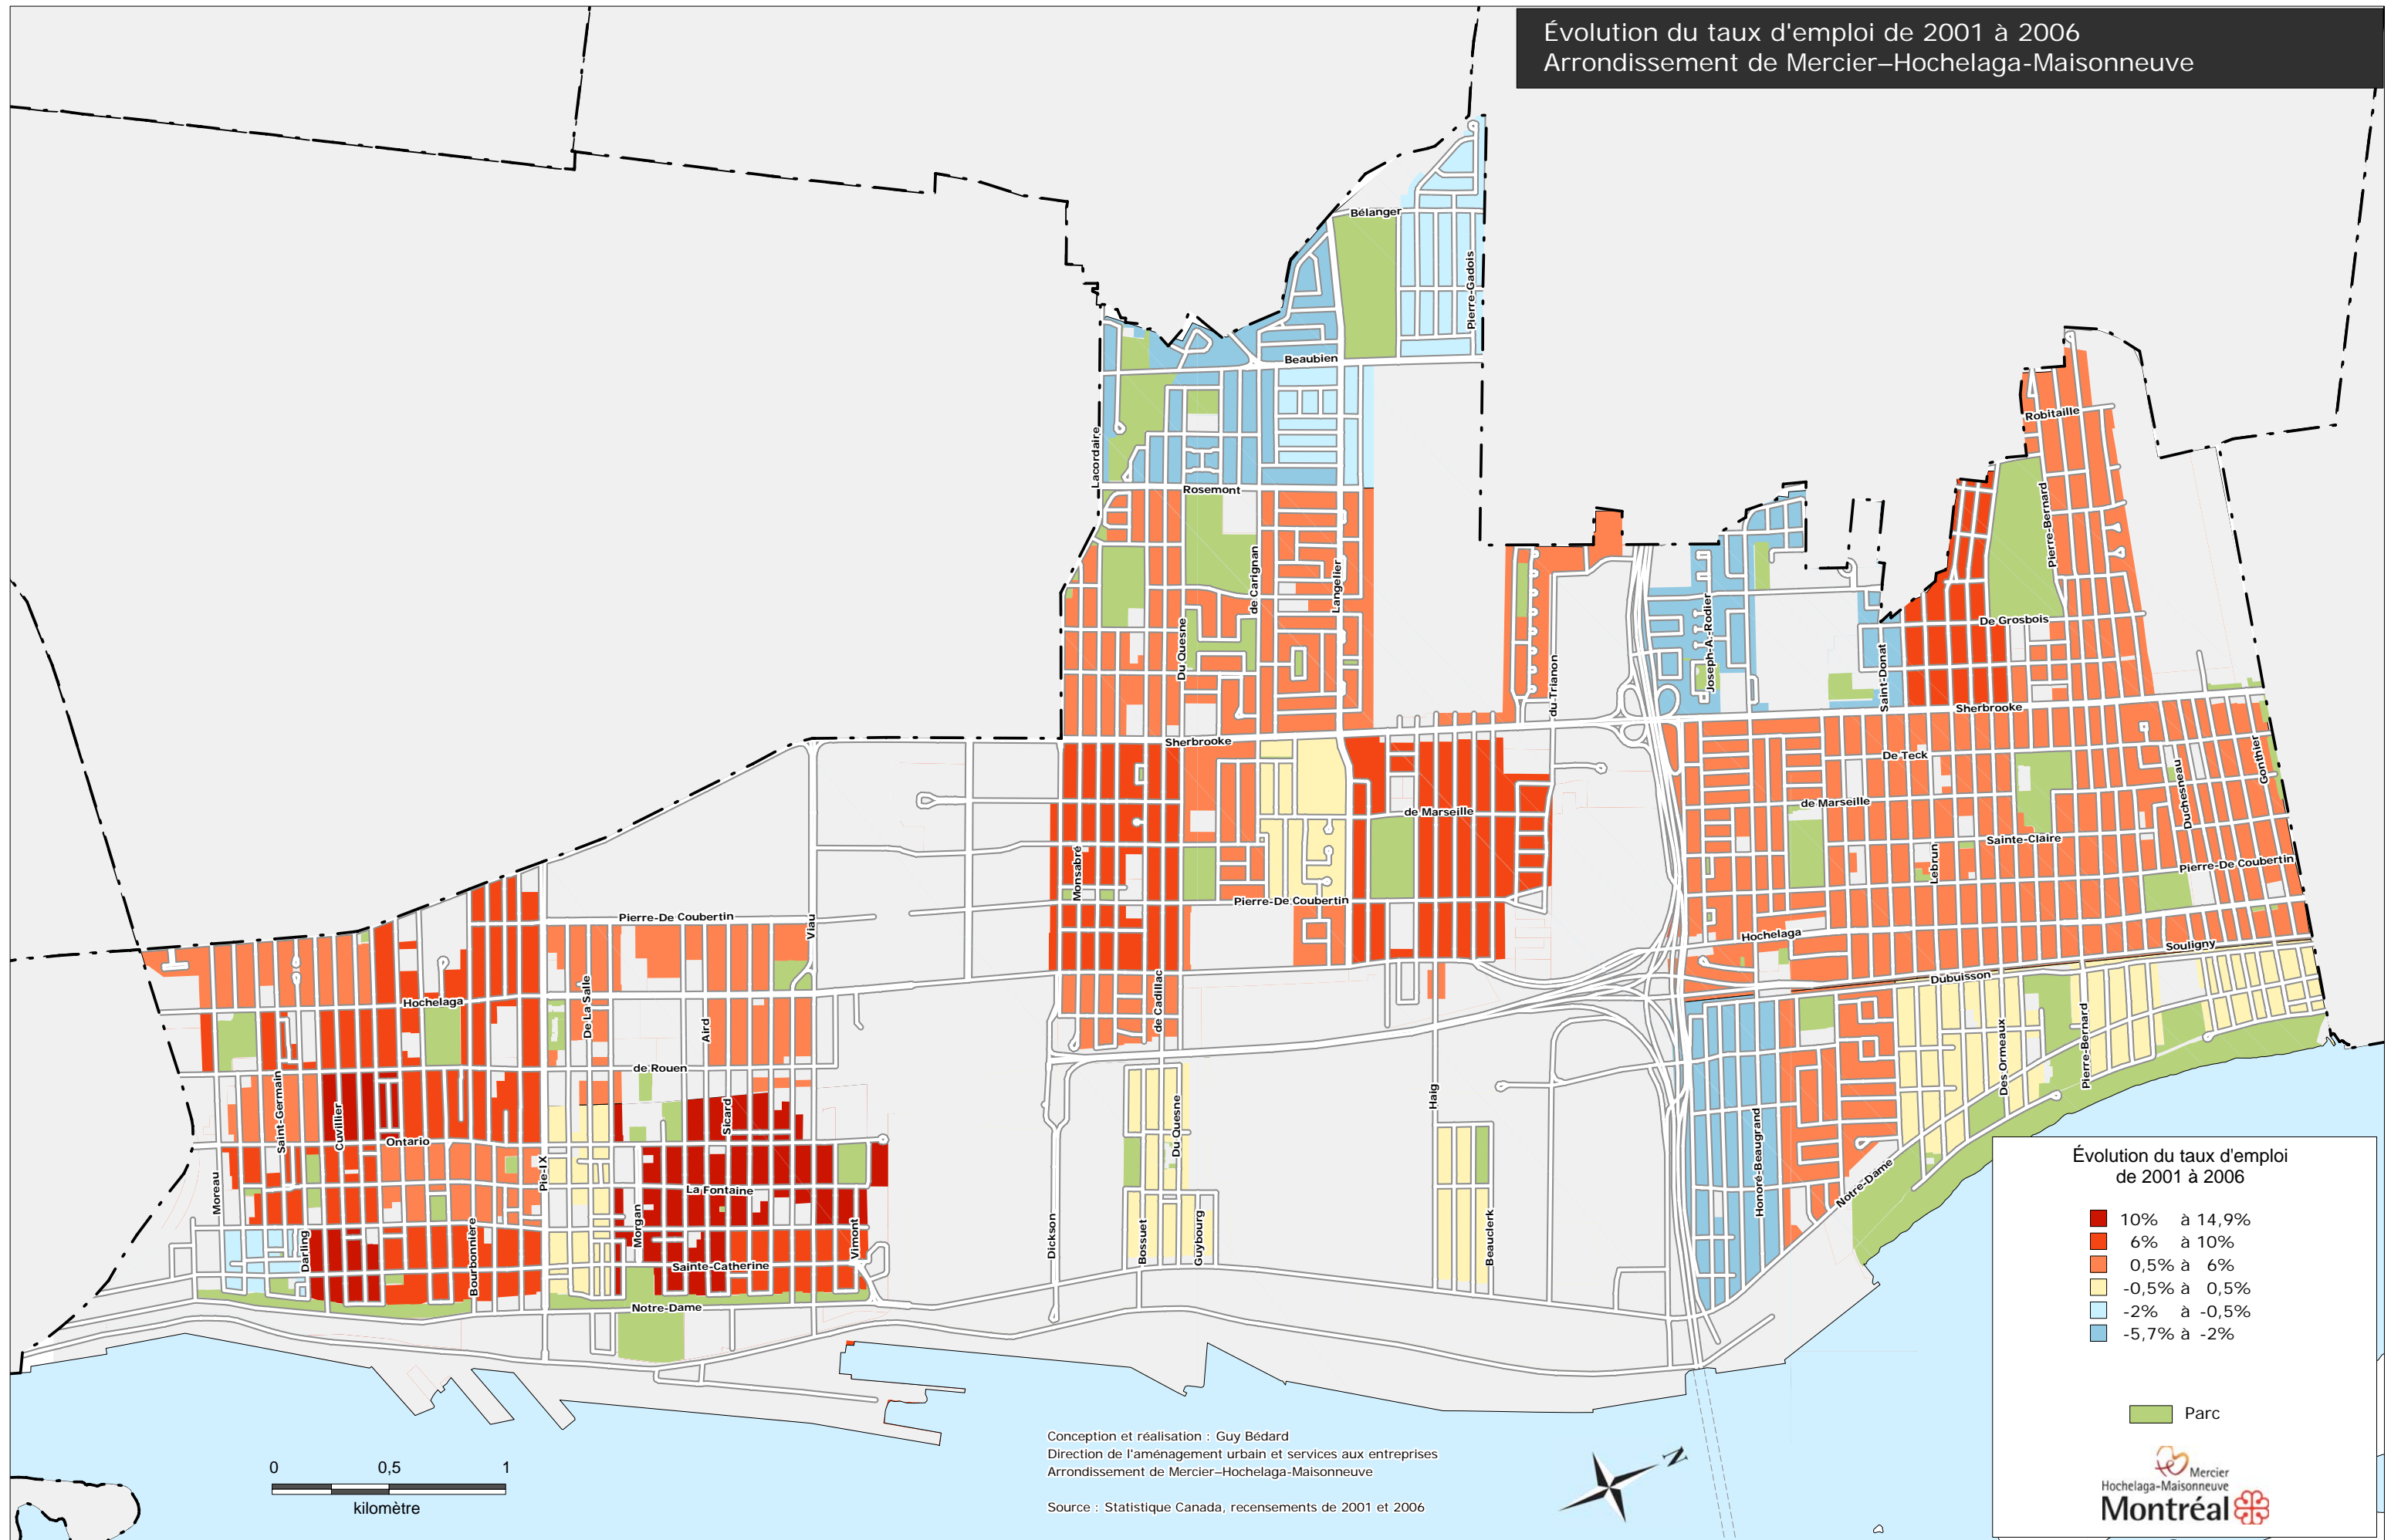 Évolution du taux d'emploi de 2001 à 2006
Arrondissement de Mercier–Hochelaga-Maisonneuve
Bélanger
Pierre-Gadois
Beaubien
Lacordaire
Rosemont
Robitaille
Pierre-Bernard
de Carignan
Langelier
Du Quesne
Joseph-A.-Rodier
De Grosbois
Saint-Donat
du Trianon
Sherbrooke
Sherbrooke
De Teck
Gonthier
Duchesneau
de Marseille
de Marseille
Sainte-Claire
Lebrun
Pierre-De Coubertin
Monsabré
Pierre-De Coubertin
Pierre-De Coubertin
Viau
Hochelaga
Souligny
Dubuisson
Hochelaga
De La Salle
Aird
de Cadillac
de Rouen
Saint-Germain
Cuvillier
Sicard
Ontario
Des Ormeaux
Pierre-Bernard
Haig
Du Quesne
Honoré-Beaugrand
Moreau
Pie-IX
La Fontaine
Notre-Dame
Darling
Bourbonnière
Morgan
Vimont
Dickson
Bossuet
Guybourg
Beauclerk
Sainte-Catherine
Notre-Dame
Évolution du taux d'emploi
de 2001 à 2006
10% à 14,9%
6% à 10%
0,5% à 6%
-0,5% à 0,5%
-2% à -0,5%
-5,7% à -2%
Parc
Mercier
Hochelaga-Maisonneuve
Montréal
0 0,5 1
kilomètre
Conception et réalisation : Guy Bédard
Direction de l'aménagement urbain et services aux entreprises
Arrondissement de Mercier–Hochelaga-Maisonneuve
Source : Statistique Canada, recensements de 2001 et 2006
N